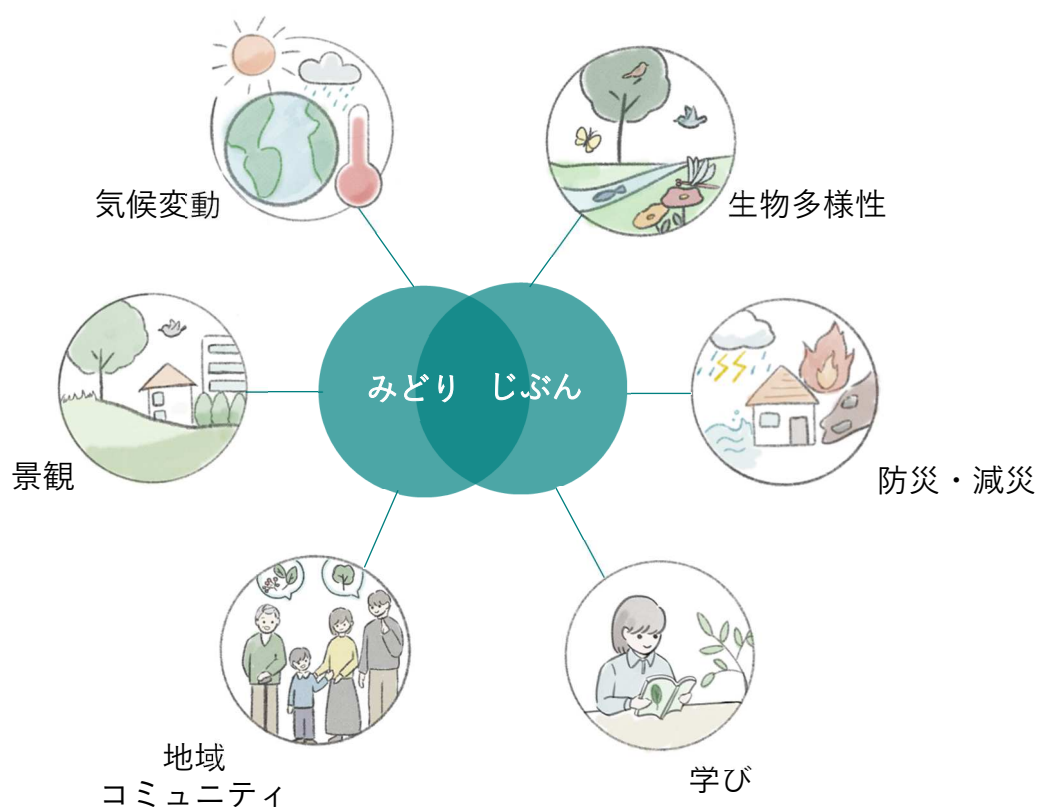 気候変動
生物多様性
みどり じぶん
景観
防災・減災
地域
コミュニティ
学び